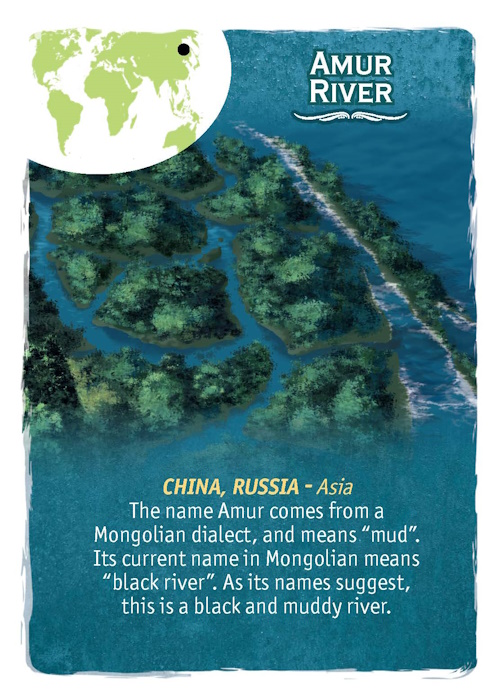 AMUR
RIVER
CHINA, RUSSIA - Asia
The name Amur comes from a
Mongolian dialect, and means “mud”.
Its current name in Mongolian means
“black river”. As its names suggest,
this is a black and muddy river.